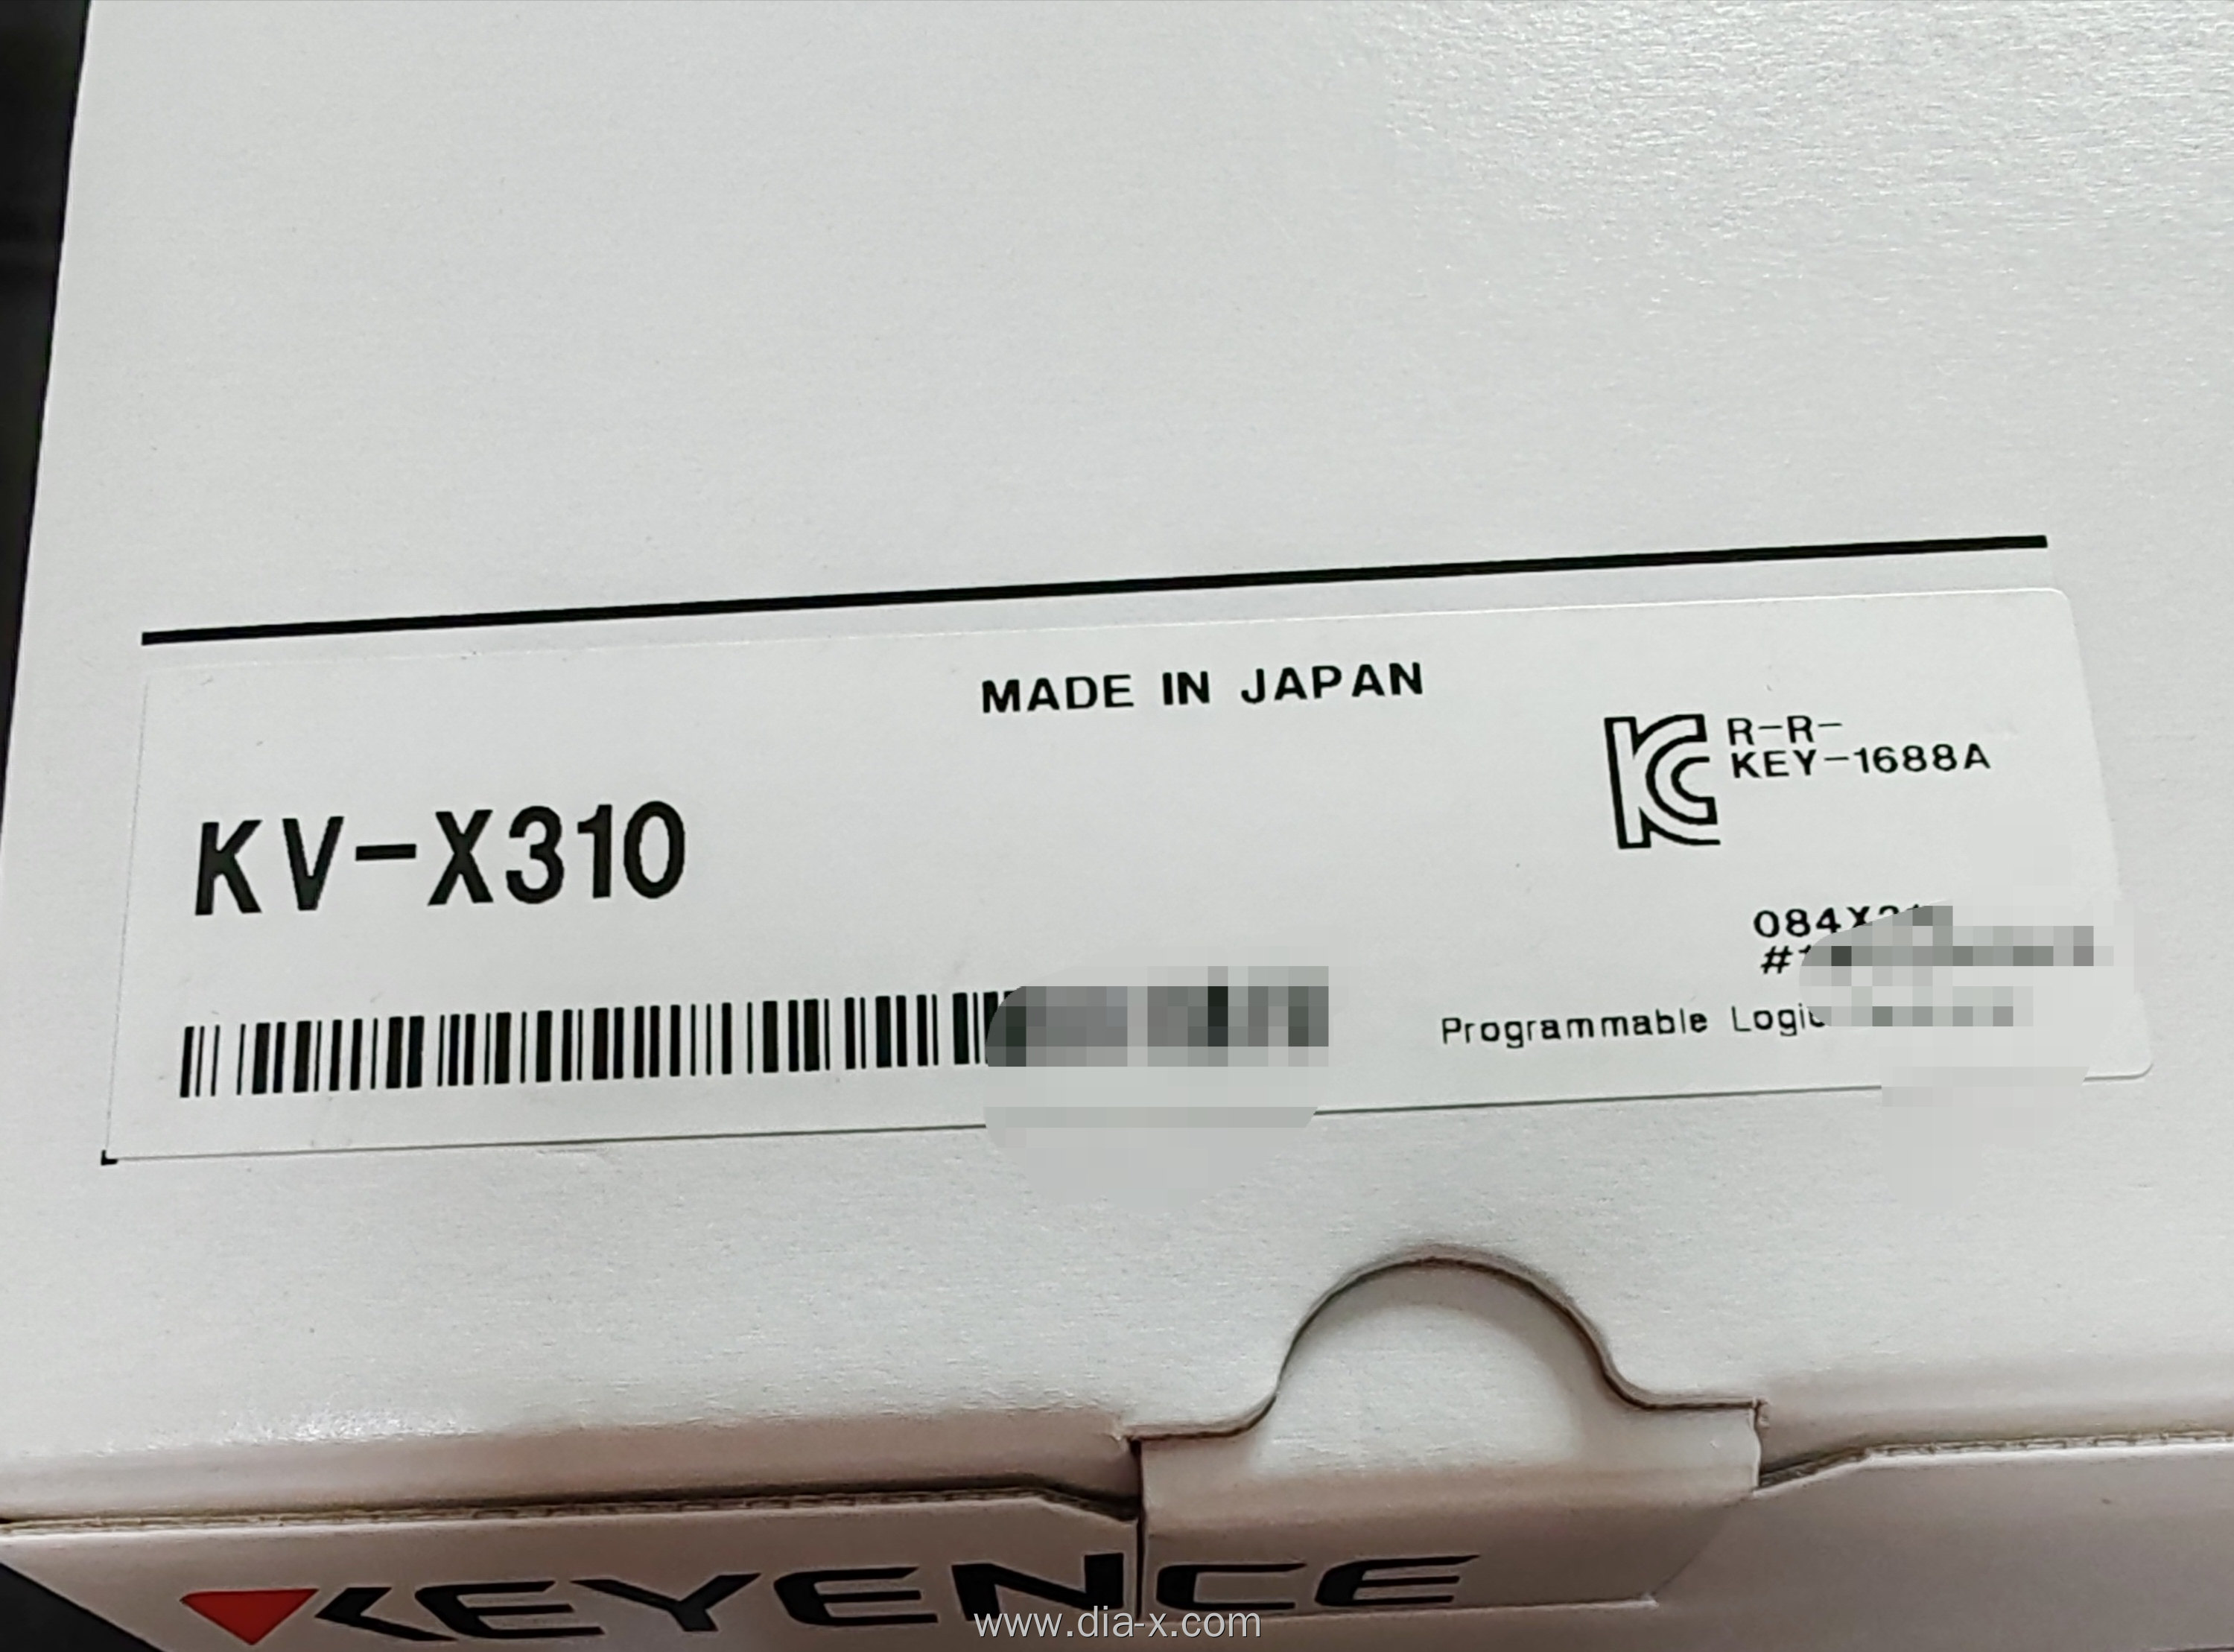 MADE IN JAPAN
R-R-
KEY-1688A
KV-X310
Programmable
KEYENCE
www.dia-x.com